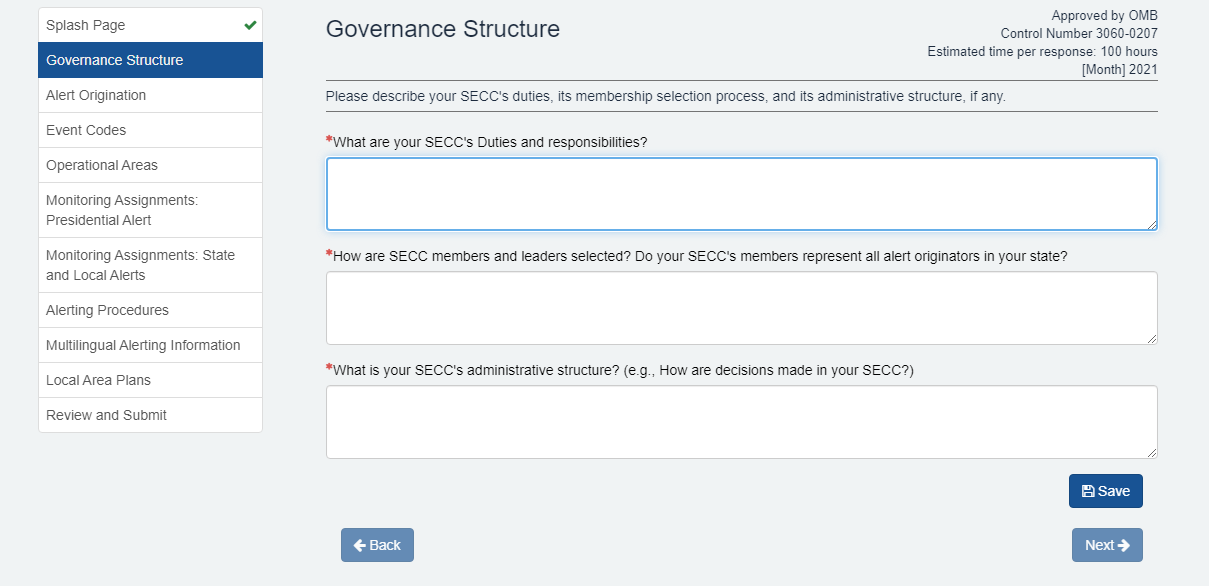 Splash Page
Governance Structure
Alert Origination
Event Codes
Operational Areas
Monitoring Assignments:
Presidential Alert
Monitoring Assignments: State
and Local Alerts
Alerting Procedures
Multilingual Alerting Information
Local Area Plans
Review and Submit
Governance Structure
Approved by OMB
Control Number 3060-0207
Estimated time per response: 100 hours
[Month] 2021
Please describe your SECC's duties, its membership selection process, and its administrative structure, if any.
*What are your SECC's Duties and responsibilities?
*How are SECC members and leaders selected? Do your SECC's members represent all alert originators in your state?
*What is your SECC's administrative structure? (e.g., How are decisions made in your SECC?)
Save
Back
Next